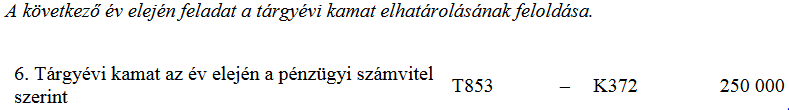 A következő év elején feladat a tárgyévi kamat elhatárolásának feloldása.
6. Tárgyévi kamat az év elején a pénzügyi számvitel szerint T853 – K372 250 000